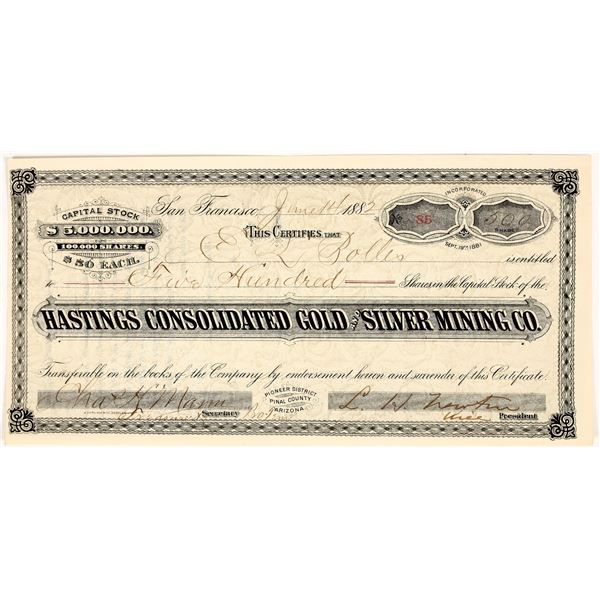 CAPITAL STOCK
$5,000,000.
100,000 SHARES.
$50 EACH.
San Francisco June 14 1882
INCORPORATED
No. 85
500
SHARES
SEPT. 19TH 1881
THIS CERTIFIES THAT
E L
is entitled
to Five Hundred Shares in the Capital Stock of the
HASTINGS CONSOLIDATED GOLD AND SILVER MINING CO.
Transferable on the books of the Company by endorsement hereon and surrender of this Certificate.
PIONEER DISTRICT
PINAL COUNTY
ARIZONA
Secretary
Vice President